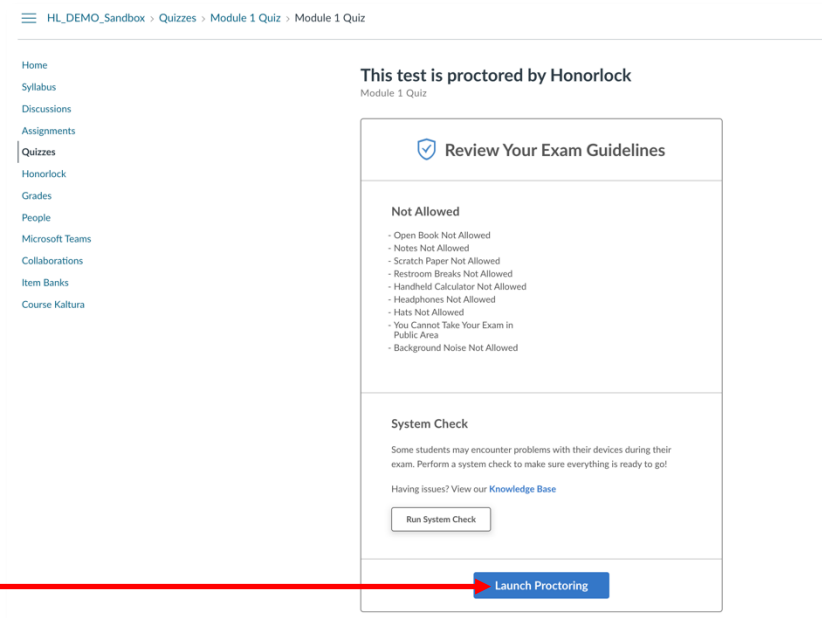 HL_DEMO_Sandbox > Quizzes > Module 1 Quiz > Module 1 Quiz
Home
Syllabus
Discussions
Assignments
Quizzes
Honorlock
Grades
People
Microsoft Teams
Collaborations
Item Banks
Course Kaltura
This test is proctored by Honorlock
Module 1 Quiz
Review Your Exam Guidelines
Not Allowed
- Open Book Not Allowed
- Notes Not Allowed
- Scratch Paper Not Allowed
- Restroom Breaks Not Allowed
- Handheld Calculator Not Allowed
- Headphones Not Allowed
- Hats Not Allowed
- You Cannot Take Your Exam in
Public Area
- Background Noise Not Allowed
System Check
Some students may encounter problems with their devices during their
exam. Perform a system check to make sure everything is ready to go!
Having issues? View our Knowledge Base
Run System Check
Launch Proctoring